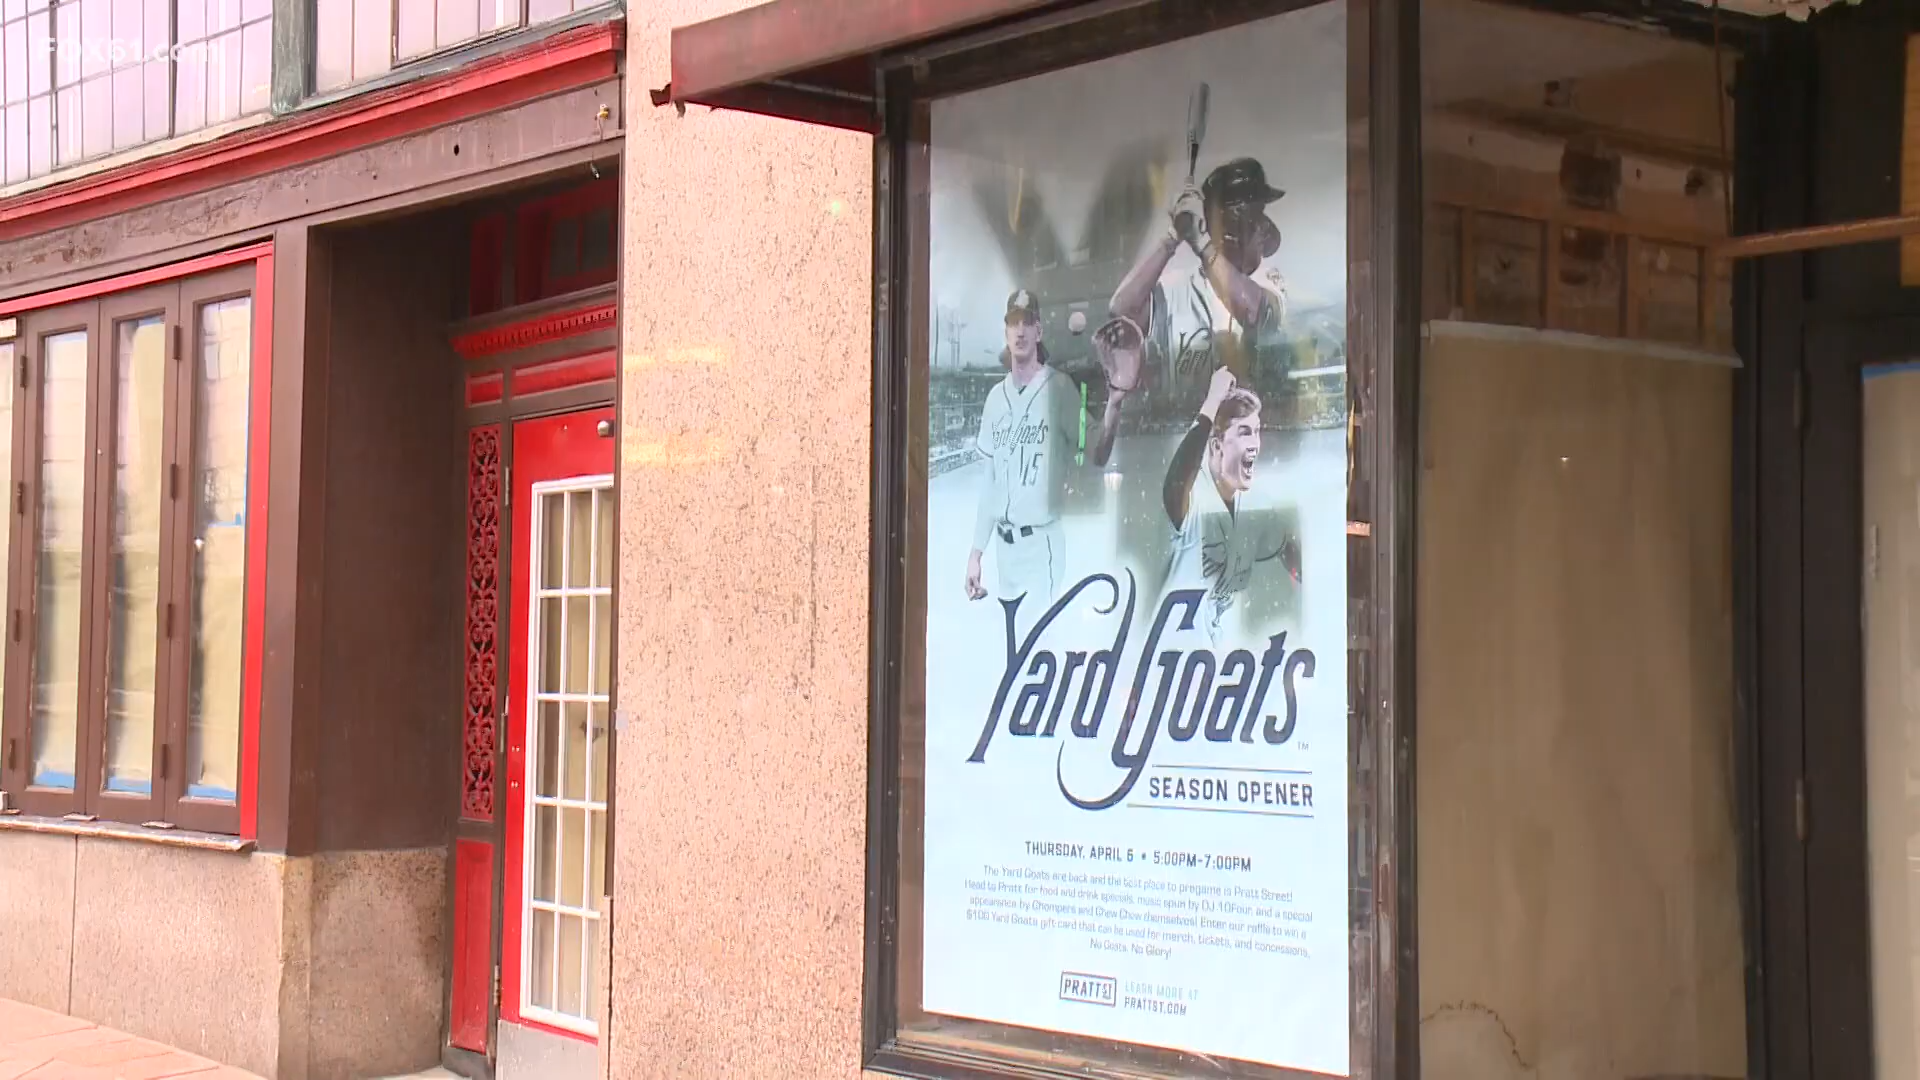 FOX61.com
Yard
Yard Goats
45
Yard Goats™
SEASON OPENER
THURSDAY, APRIL 6 • 5:00PM-7:00PM
The Yard Goats are back and the best place to pregame is Pratt Street!
Head to Pratt for food and drink specials, music spun by DJ 10Four, and a special
appearance by Chompers and Chew Chew themselves! Enter our raffle to win a
$100 Yard Goats gift card that can be used for merch, tickets, and concessions.
No Goats. No Glory!
PRATT ST
LEARN MORE AT
PRATTST.COM